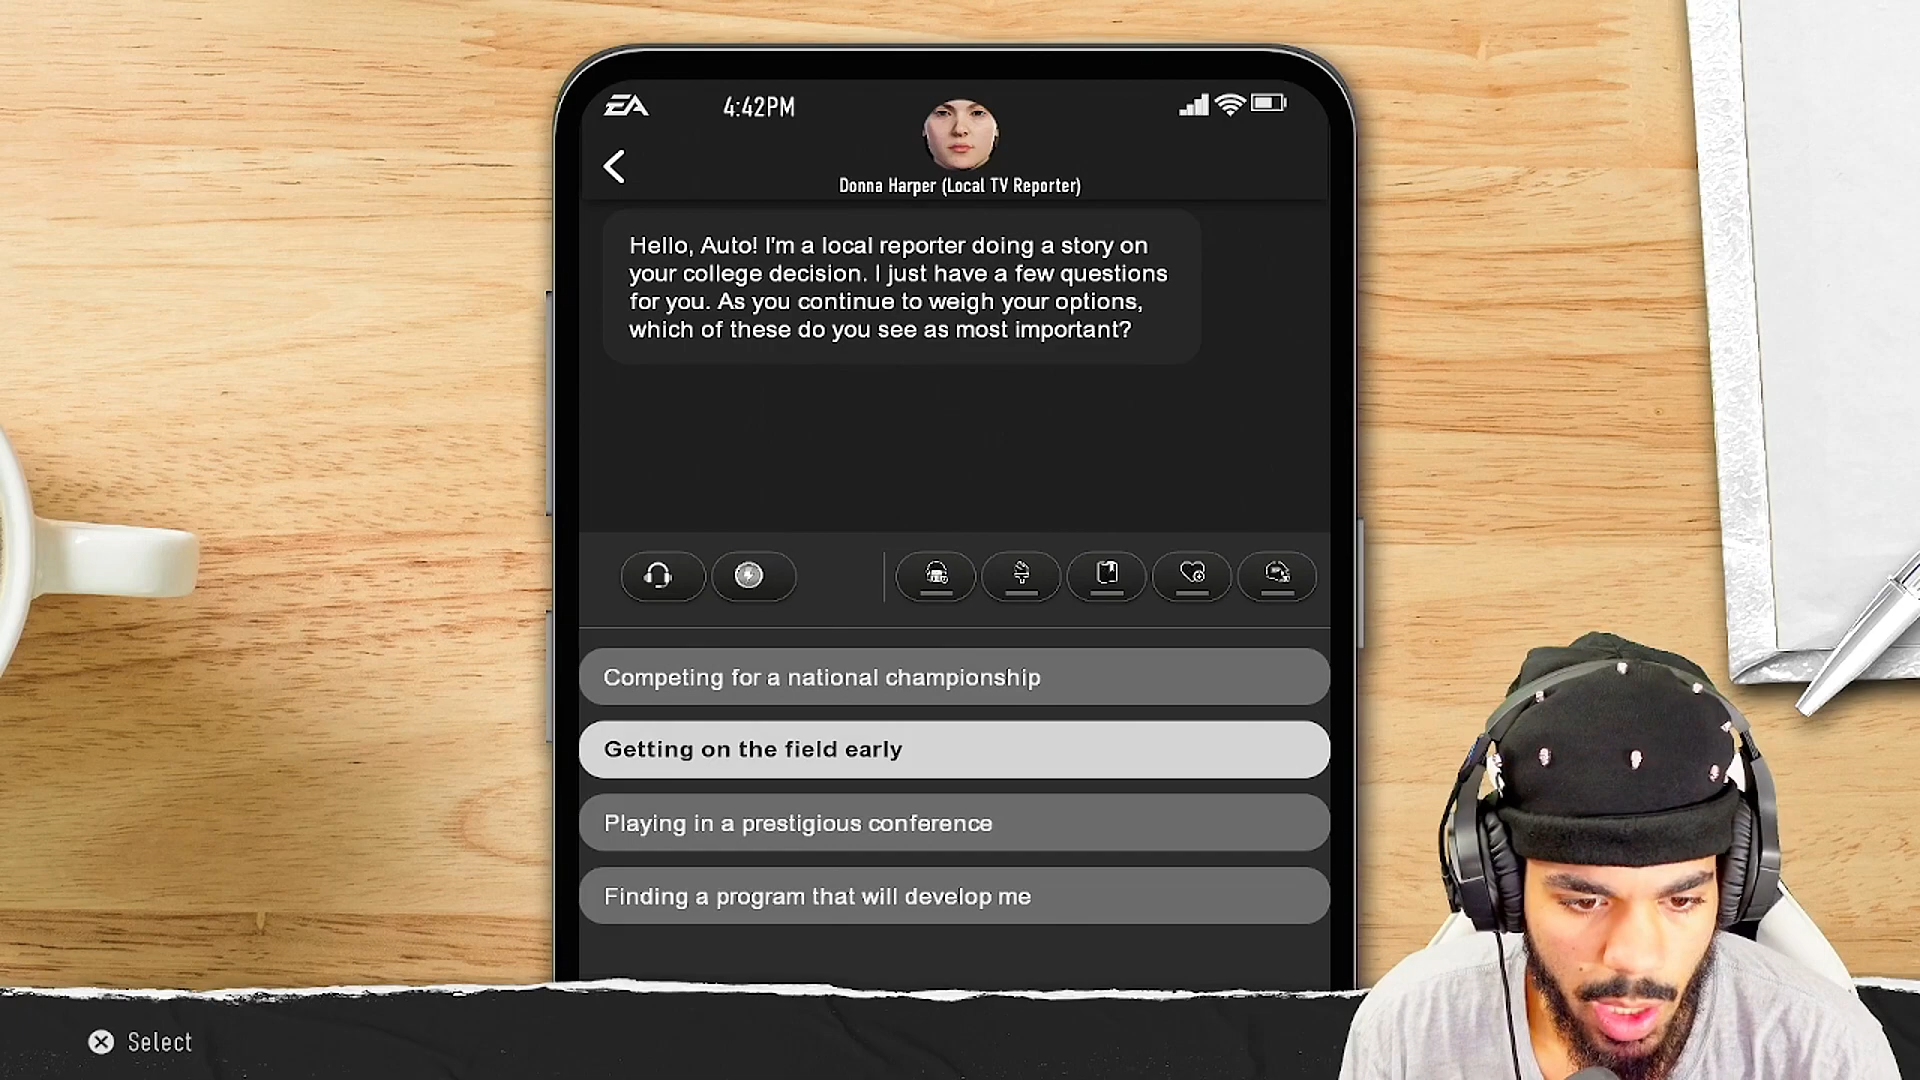 EA
4:42PM
Donna Harper (Local TV Reporter)
Hello, Auto! I'm a local reporter doing a story on
your college decision. I just have a few questions
for you. As you continue to weigh your options,
which of these do you see as most important?
Competing for a national championship
Getting on the field early
Playing in a prestigious conference
Finding a program that will develop me
Select